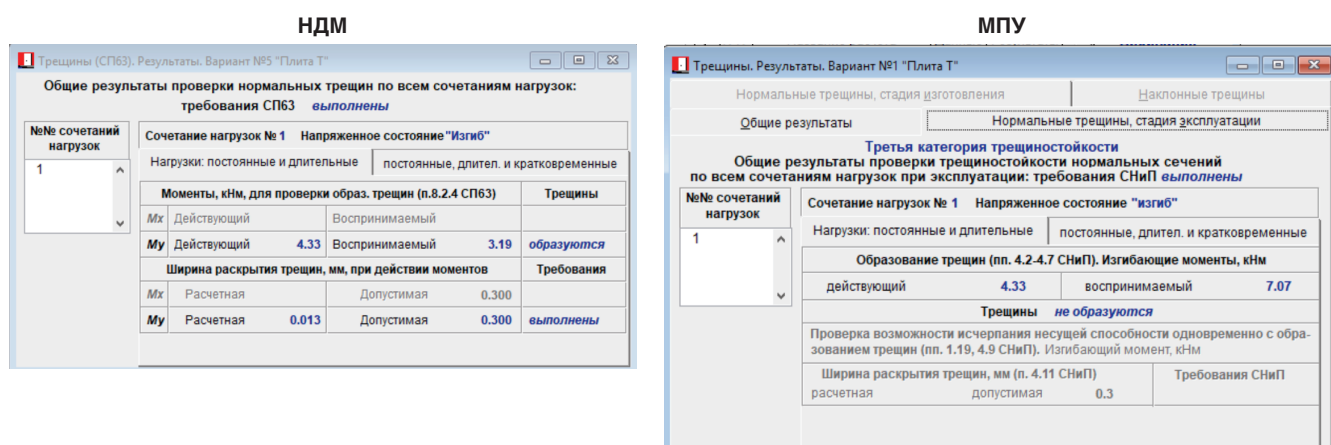 НДМ
Трещины (СП63). Результаты. Вариант №5 "Плита Т"
Общие результаты проверки нормальных трещин по всем сочетаниям нагрузок:
требования СП63 выполнены
№№ сочетаний
нагрузок
1
Сочетание нагрузок № 1 Напряженное состояние "Изгиб"
Нагрузки: постоянные и длительные
постоянные, длител. и кратковременные
Моменты, кНм, для проверки образ. трещин (п.8.2.4 СП63) Трещины
Mx Действующий Воспринимаемый
My Действующий 4.33 Воспринимаемый 3.19 образуются
Ширина раскрытия трещин, мм, при действии моментов Требования
Mx Расчетная Допустимая 0.300
My Расчетная 0.013 Допустимая 0.300 выполнены
МПУ
Трещины. Результаты. Вариант №1 "Плита Т"
Нормальные трещины, стадия изготовления
Наклонные трещины
Общие результаты
Нормальные трещины, стадия эксплуатации
Третья категория трещиностойкости
Общие результаты проверки трещиностойкости нормальных сечений
по всем сочетаниям нагрузок при эксплуатации: требования СНиП выполнены
№№ сочетаний
нагрузок
1
Сочетание нагрузок № 1 Напряженное состояние "изгиб"
Нагрузки: постоянные и длительные
постоянные, длител. и кратковременные
Образование трещин (пп. 4.2-4.7 СНиП). Изгибающие моменты, кНм
действующий 4.33 воспринимаемый 7.07
Трещины не образуются
Проверка возможности исчерпания несущей способности одновременно с обра-
зованием трещин (пп. 1.19, 4.9 СНиП). Изгибающий момент, кНм
Ширина раскрытия трещин, мм (п. 4.11 СНиП) Требования СНиП
расчетная допустимая 0.3